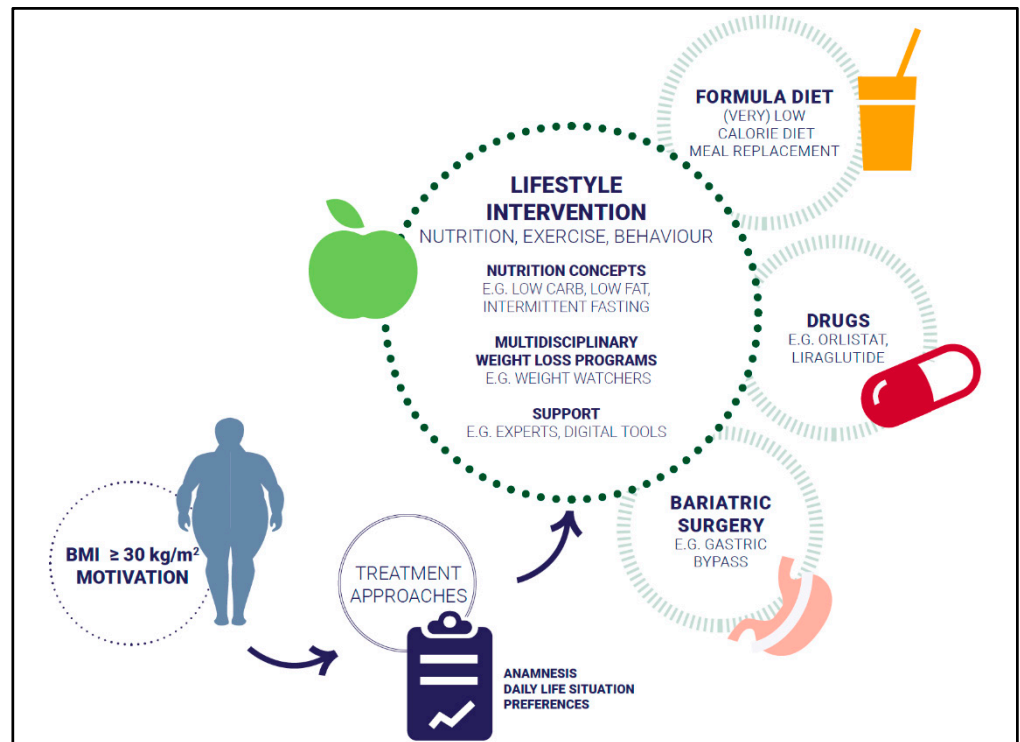 FORMULA DIET
(VERY) LOW
CALORIE DIET
MEAL REPLACEMENT
LIFESTYLE
INTERVENTION
NUTRITION, EXERCISE, BEHAVIOUR
NUTRITION CONCEPTS
E.G. LOW CARB, LOW FAT,
INTERMITTENT FASTING
MULTIDISCIPLINARY
WEIGHT LOSS PROGRAMS
E.G. WEIGHT WATCHERS
SUPPORT
E.G. EXPERTS, DIGITAL TOOLS
DRUGS
E.G. ORLISTAT,
LIRAGLUTIDE
BARIATRIC
SURGERY
E.G. GASTRIC
BYPASS
BMI ≥ 30 kg/m²
MOTIVATION
TREATMENT
APPROACHES
ANAMNESIS
DAILY LIFE SITUATION
PREFERENCES